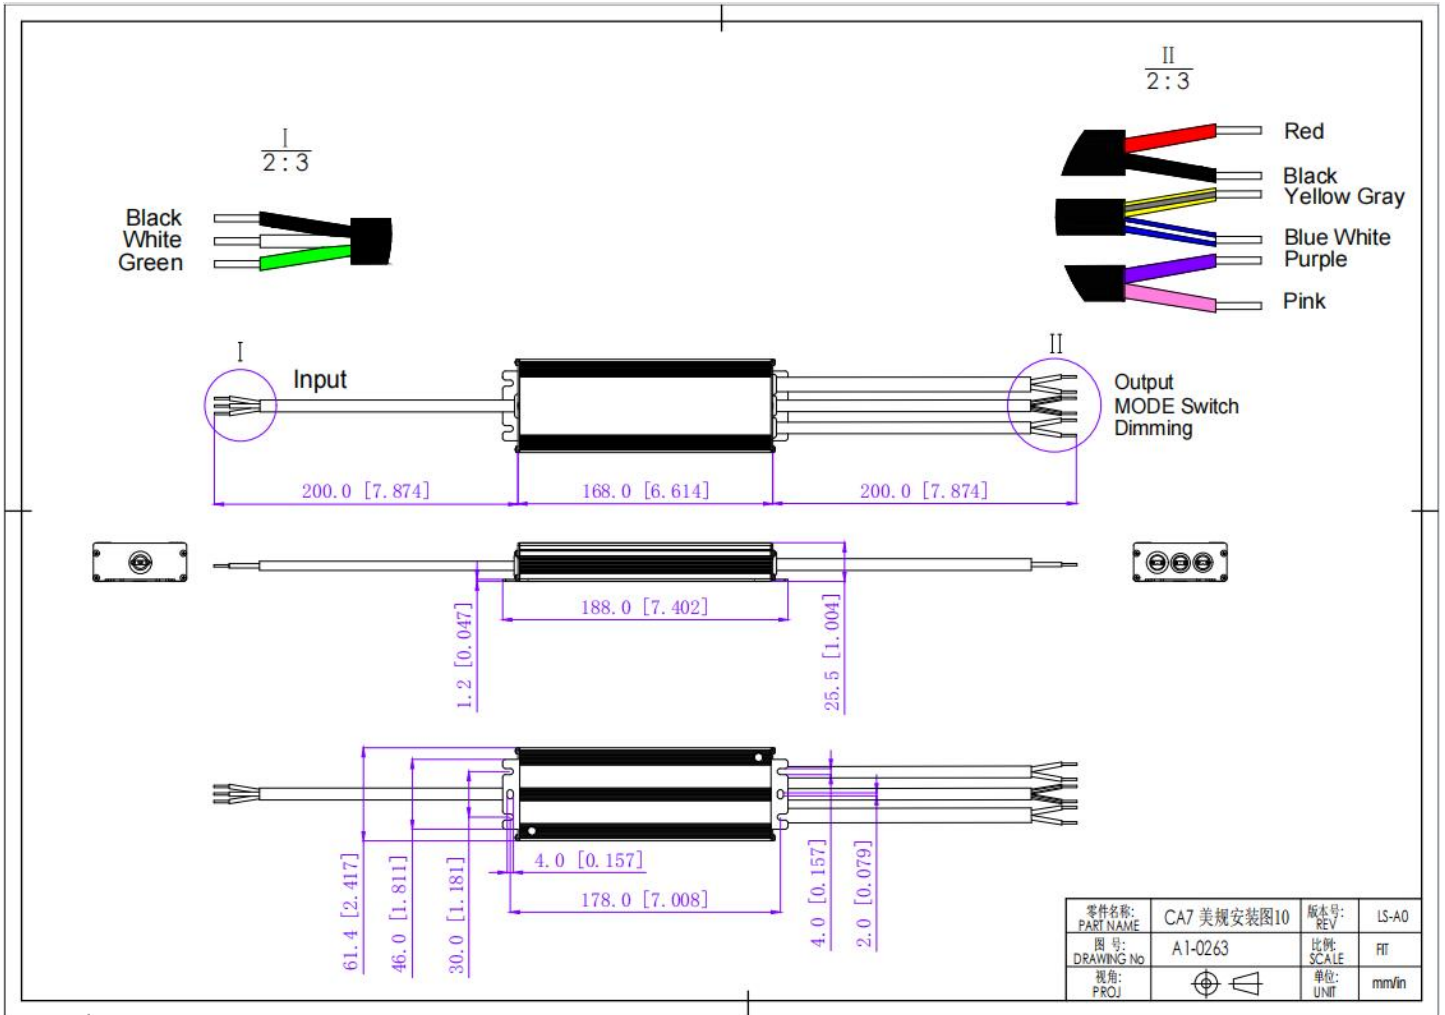 II
2:3
Red
Black
Yellow Gray
Blue White
Purple
Pink
I
2:3
Black
White
Green
I
Input
II
Output
MODE Switch
Dimming
200.0 [7.874]
168.0 [6.614]
200.0 [7.874]
188.0 [7.402]
1.2 [0.047]
25.5 [1.004]
61.4 [2.417]
46.0 [1.811]
30.0 [1.181]
4.0 [0.157]
178.0 [7.008]
4.0 [0.157]
2.0 [0.079]
零件名称: CA7 美规安装图10 版本号: LS-A0
PART NAME REV
图 号: A1-0263 比例: FIT
DRAWING No SCALE
视角: 单位: mm/in
PROJ UNIT